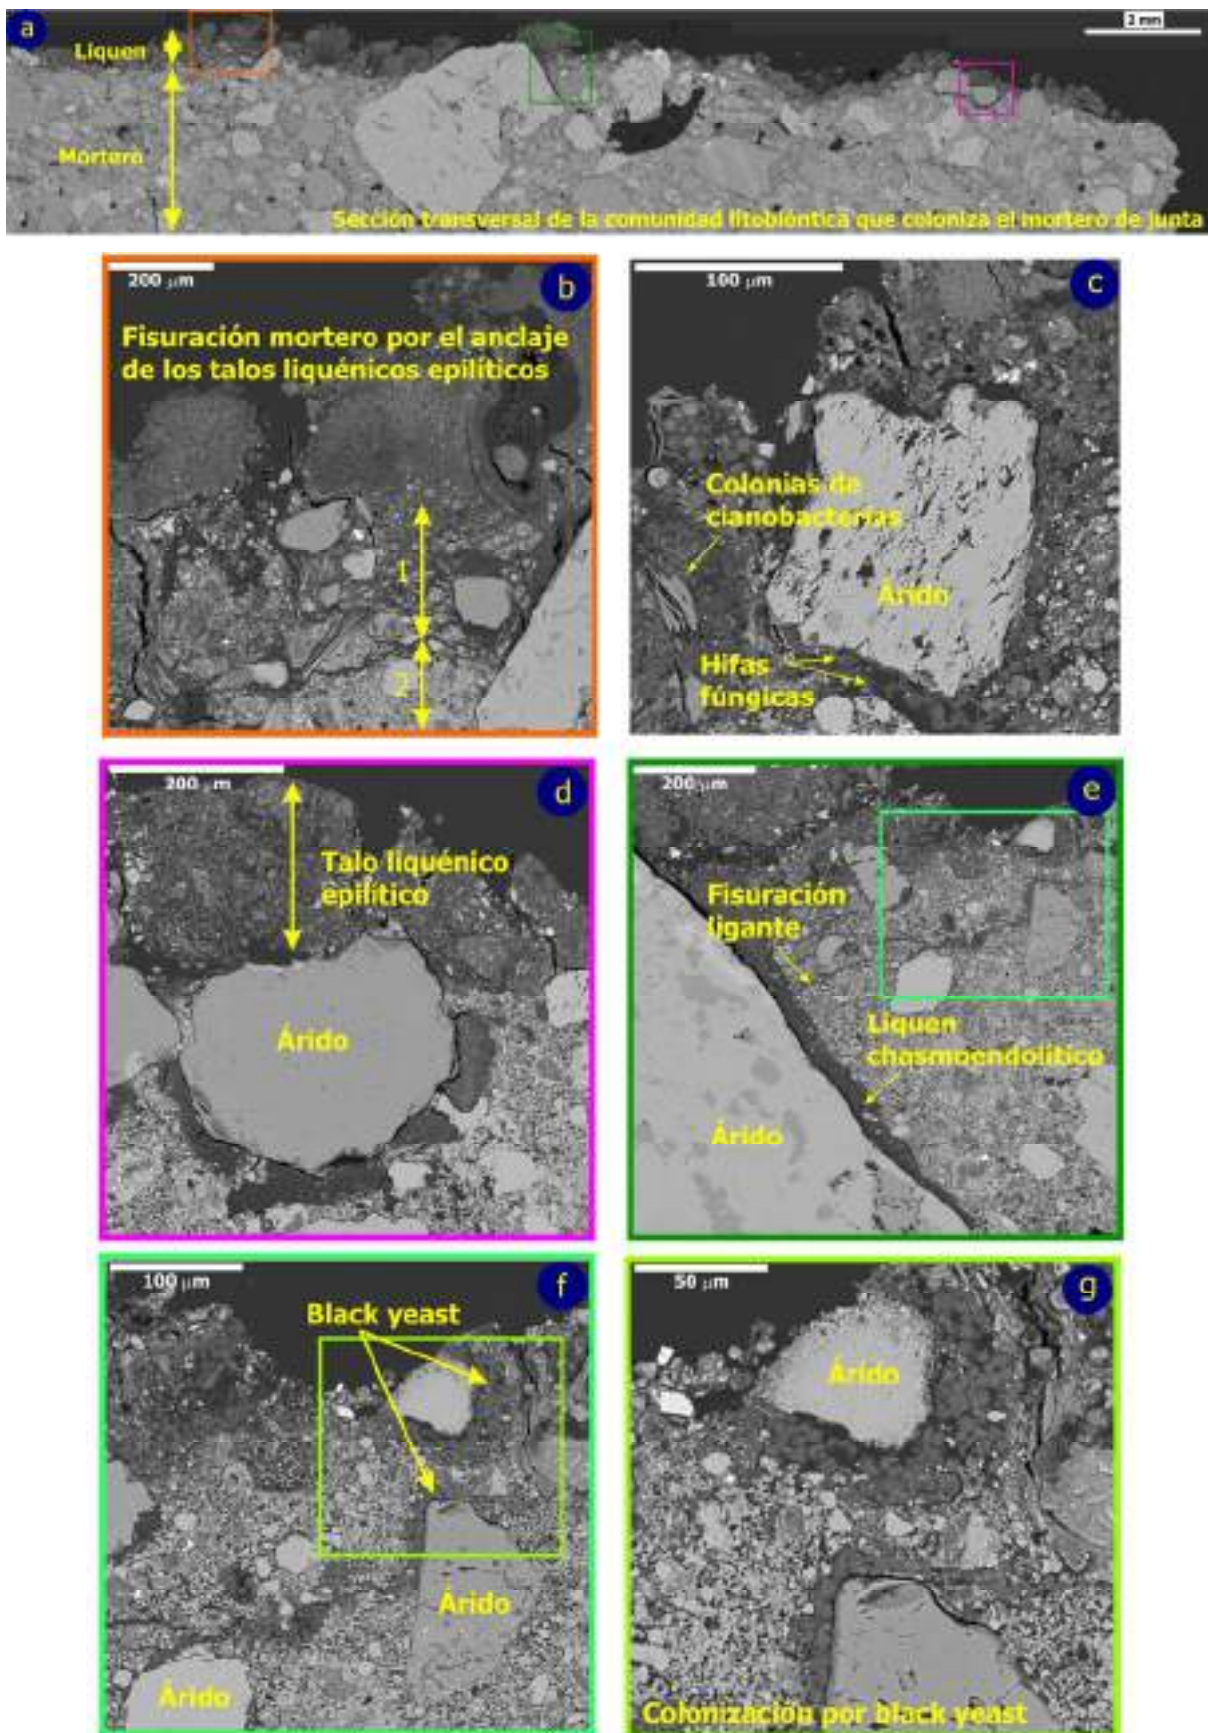 a
2 mm
Liquen
Mortero
Sección transversal de la comunidad litobióntica que coloniza el mortero de junta
200 µm
b
Fisuración mortero por el anclaje
de los talos liquénicos epilíticos
1
2
100 µm
c
Colonias de
cianobacterias
Árido
Hifas
fúngicas
200 µm
d
Talo liquénico
epilítico
Árido
200 µm
e
Fisuración
ligante
Liquen
chasmoendolítico
Árido
100 µm
f
Black yeast
Árido
Árido
50 µm
g
Árido
Colonización por black yeast